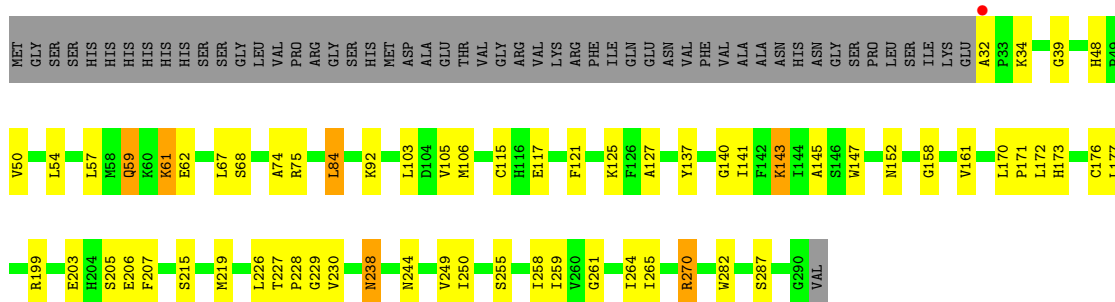 MET GLY SER SER HIS HIS HIS HIS HIS HIS SER SER GLY LEU VAL PRO ARG GLY SER HIS MET ASP ALA GLU THR VAL GLY ARG VAL LYS ARG PHE ILE GLN GLU ASN VAL PHE VAL ALA ALA ASN HIS ASN GLY SER PRO LEU SER ILE LYS GLU A32 P33 K34 G39 H48
V50 L54 L57 M58 Q59 K60 K61 E62 L67 S68 A74 R75 L84 K92 L103 D104 V105 M106 C115 H116 E117 F121 K125 F126 A127 Y137 G140 I141 F142 K143 I144 A145 S146 W147 N152 G158 V161 L170 P171 L172 H173 C176 L177
R199 E203 H204 S205 E206 F207 S215 M219 L226 T227 P228 G229 V230 N238 N244 V249 I250 S255 I258 I259 V260 G261 I264 I265 R270 W282 S287 G290 VAL